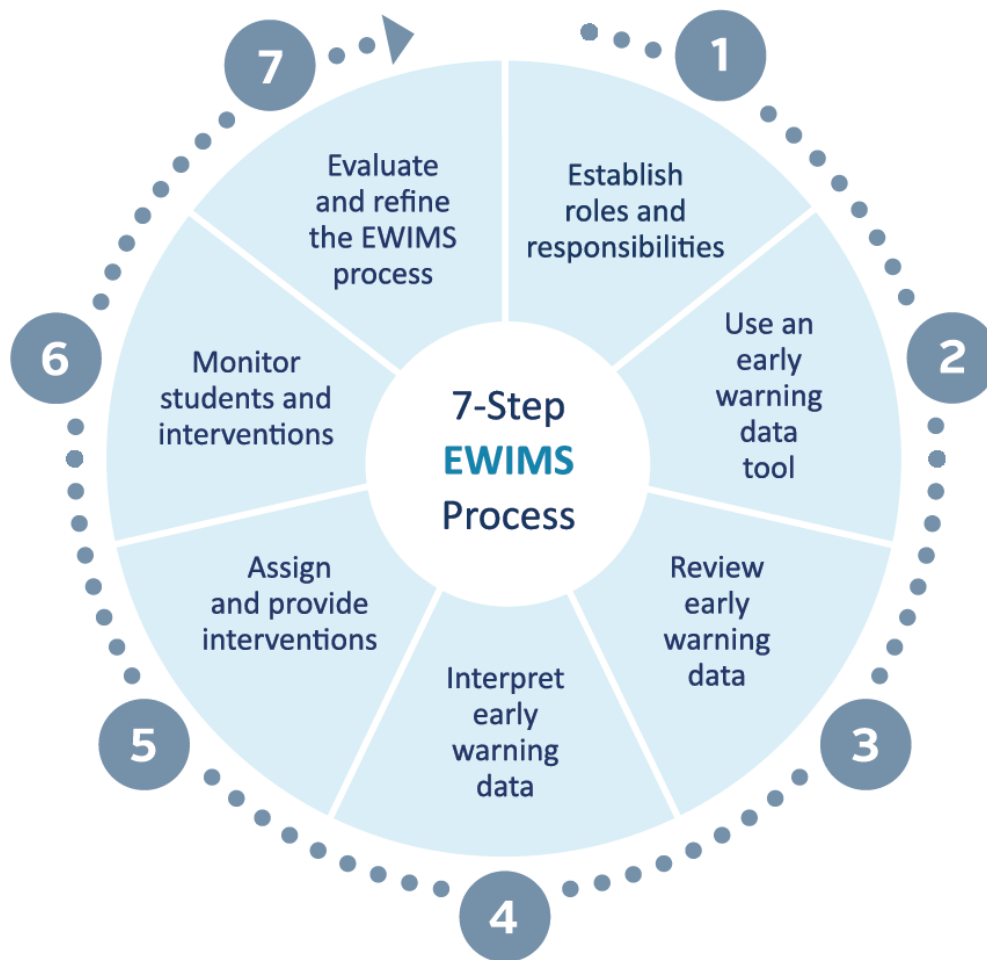 7-Step
EWIMS
Process
1
Establish
roles and
responsibilities
2
Use an
early
warning
data
tool
3
Review
early
warning
data
4
Interpret
early
warning
data
5
Assign
and provide
interventions
6
Monitor
students and
interventions
7
Evaluate
and refine
the EWIMS
process